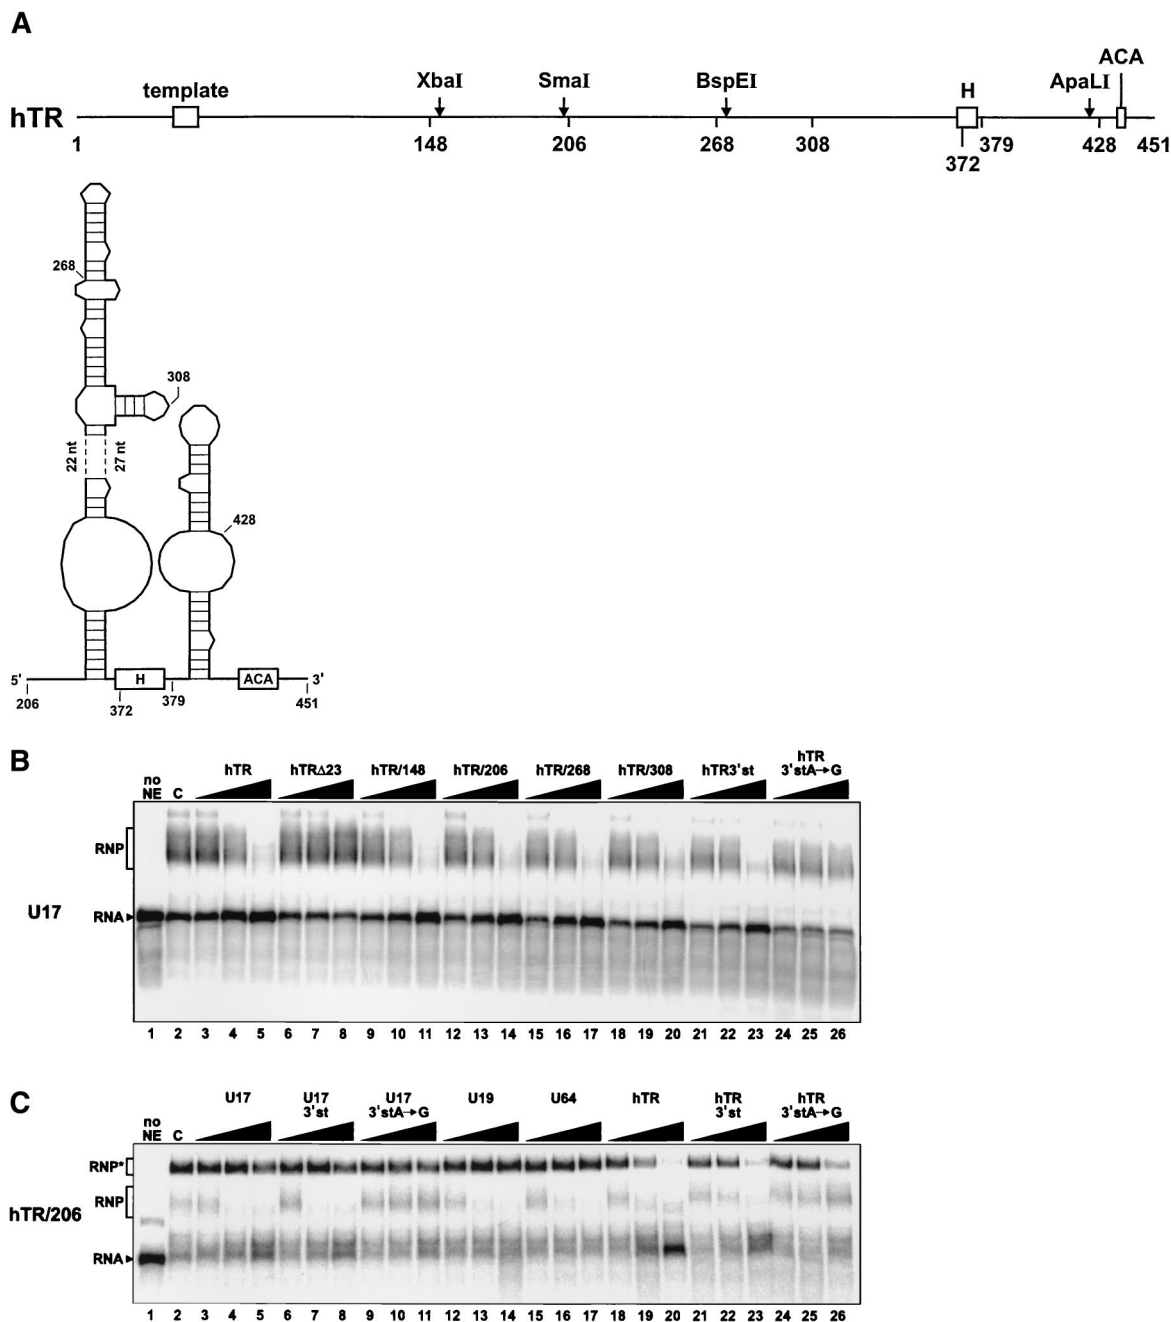 A
ACA
template XbaI SmaI BspEI H ApaLI
hTR
1 148 206 268 308 379 428 451
372
268
308
22 nt 27 nt
428
5' H ACA 3'
206 372 379 451
B
hTR hTRΔ23 hTR/148 hTR/206 hTR/268 hTR/308 hTR3'st hTR 3'stA→G
no NE C
RNP
U17
RNA
1 2 3 4 5 6 7 8 9 10 11 12 13 14 15 16 17 18 19 20 21 22 23 24 25 26
C
U17 U17 3'st U17 3'stA→G U19 U64 hTR hTR 3'st hTR 3'stA→G
no NE C
RNP*
RNP
hTR/206
RNA
1 2 3 4 5 6 7 8 9 10 11 12 13 14 15 16 17 18 19 20 21 22 23 24 25 26